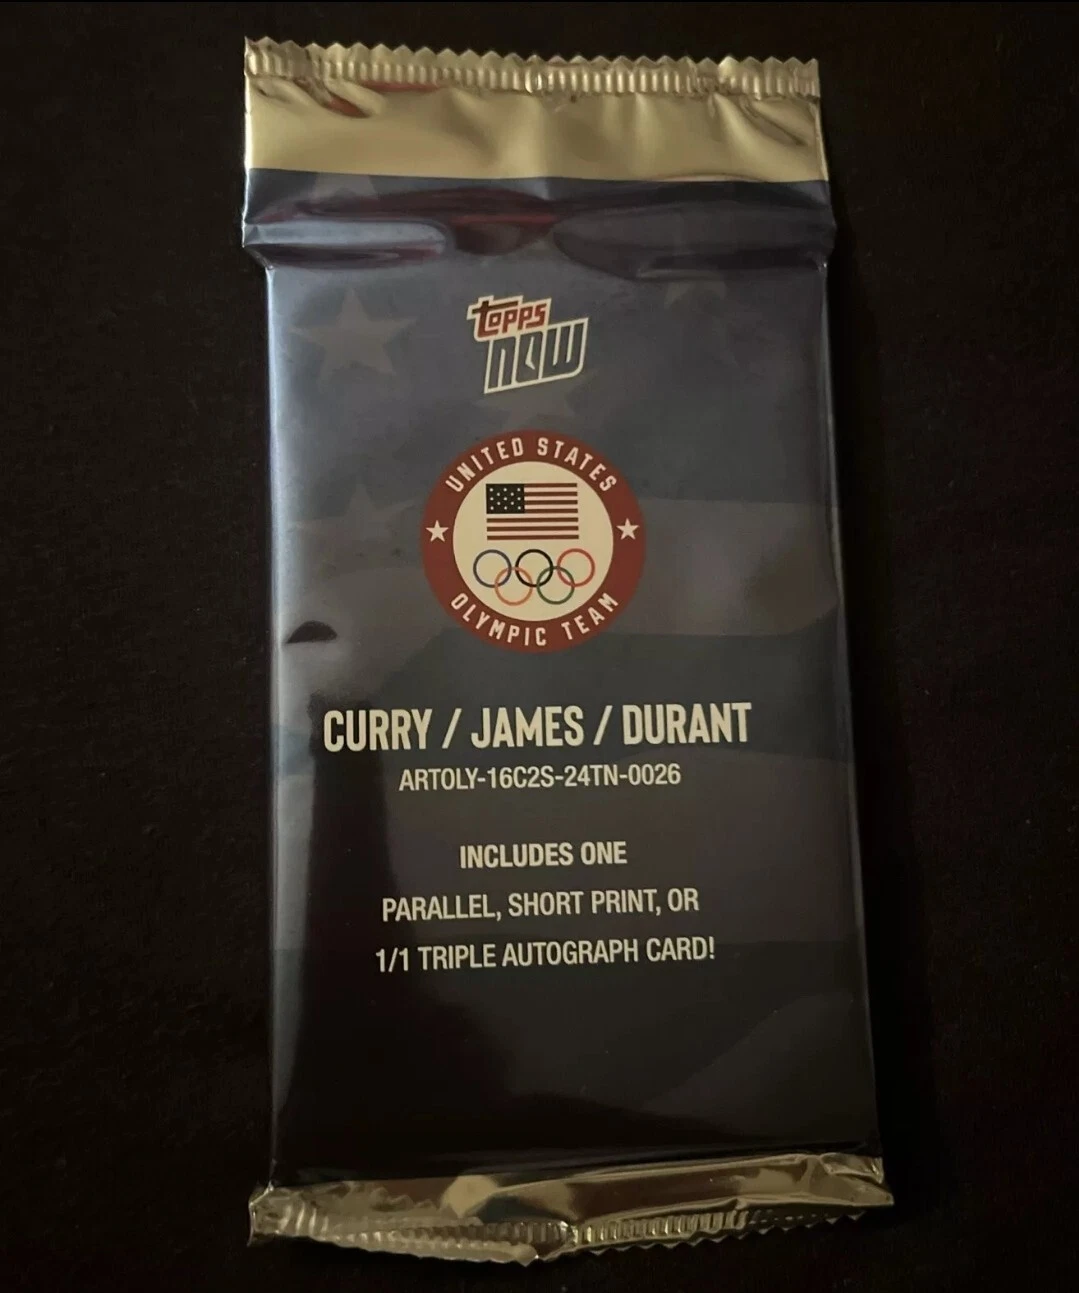 topps
NOW
UNITED STATES
OLYMPIC TEAM
CURRY / JAMES / DURANT
ARTOLY-16C2S-24TN-0026
INCLUDES ONE
PARALLEL, SHORT PRINT, OR
1/1 TRIPLE AUTOGRAPH CARD!